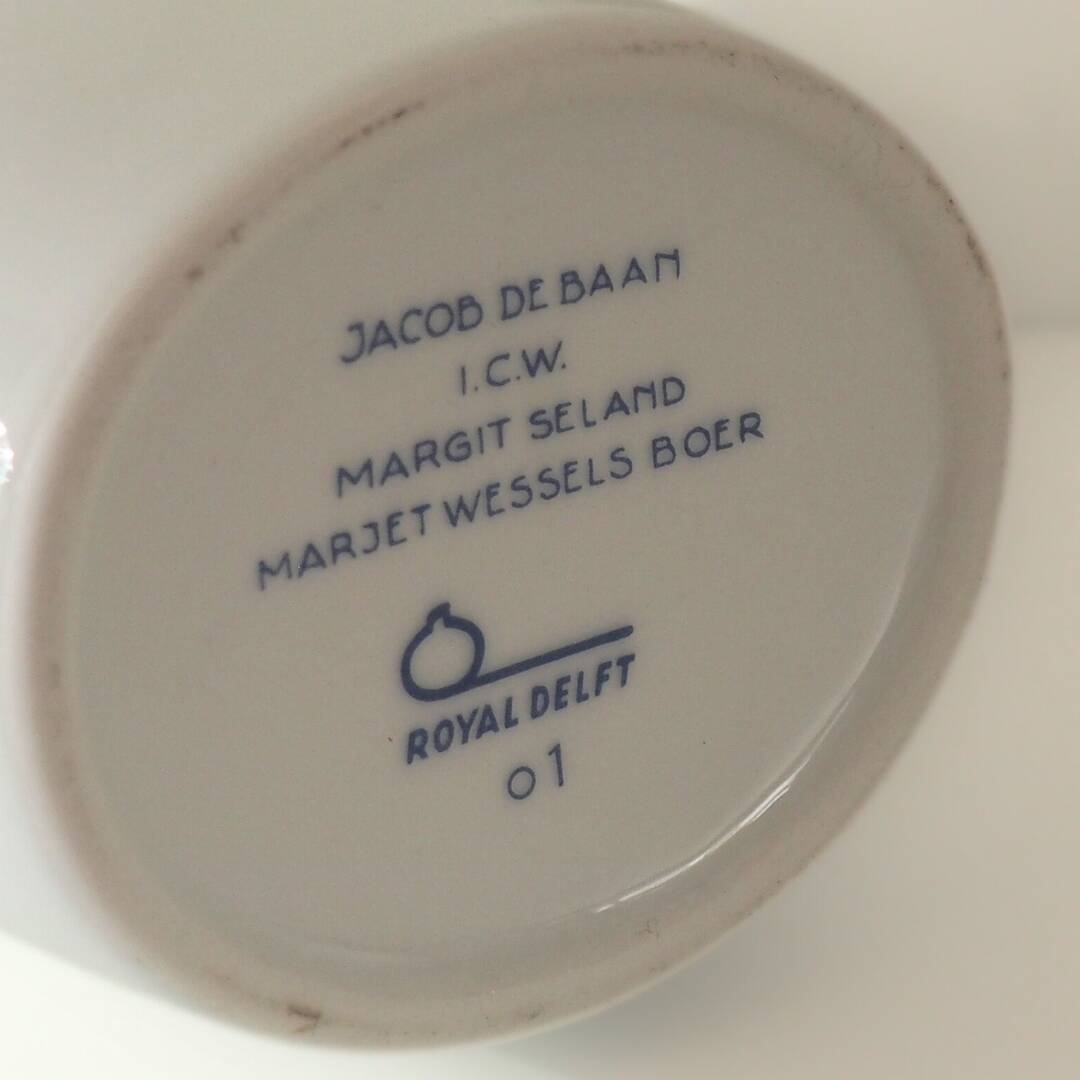 JACOB DE BAAN
I.C.W.
MARGIT SELAND
MARJET WESSELS BOER
ROYAL DELFT
01